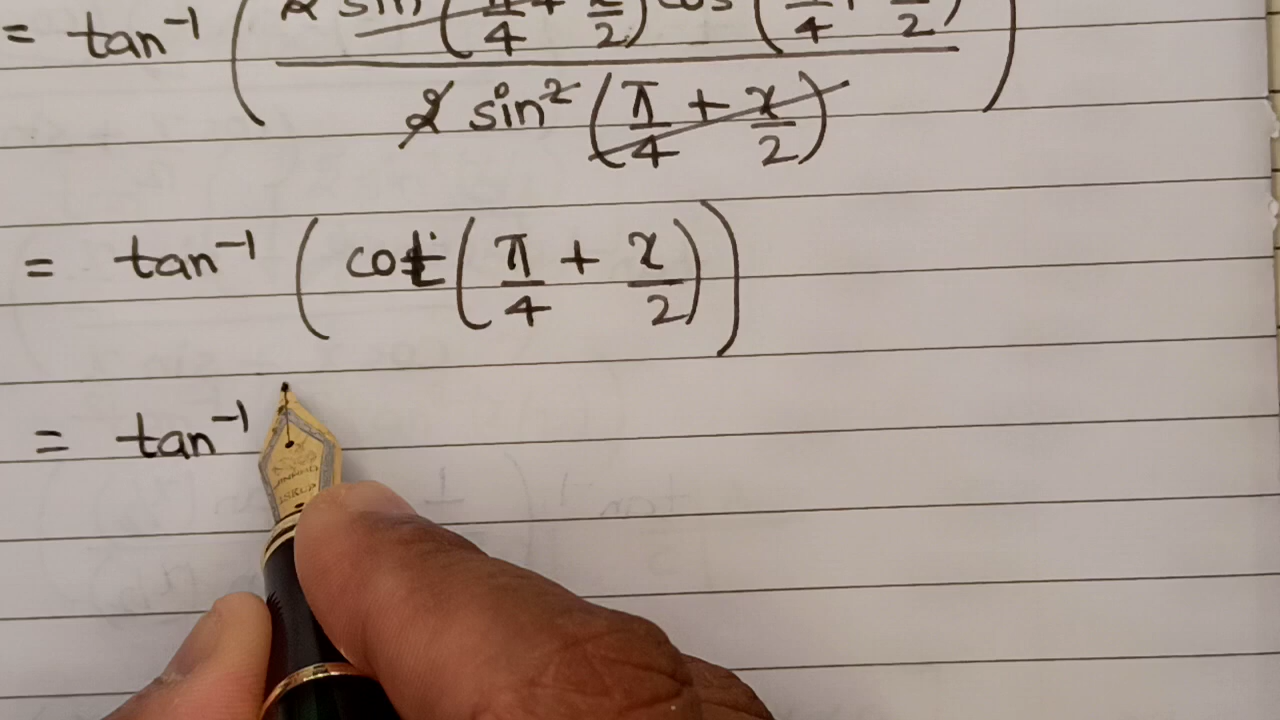 = tan⁻¹ ( 2 sin (π/4 + x/2) cos (π/4 + x/2) / 2 sin² (π/4 + x/2) )
= tan⁻¹ ( cot (π/4 + x/2) )
= tan⁻¹